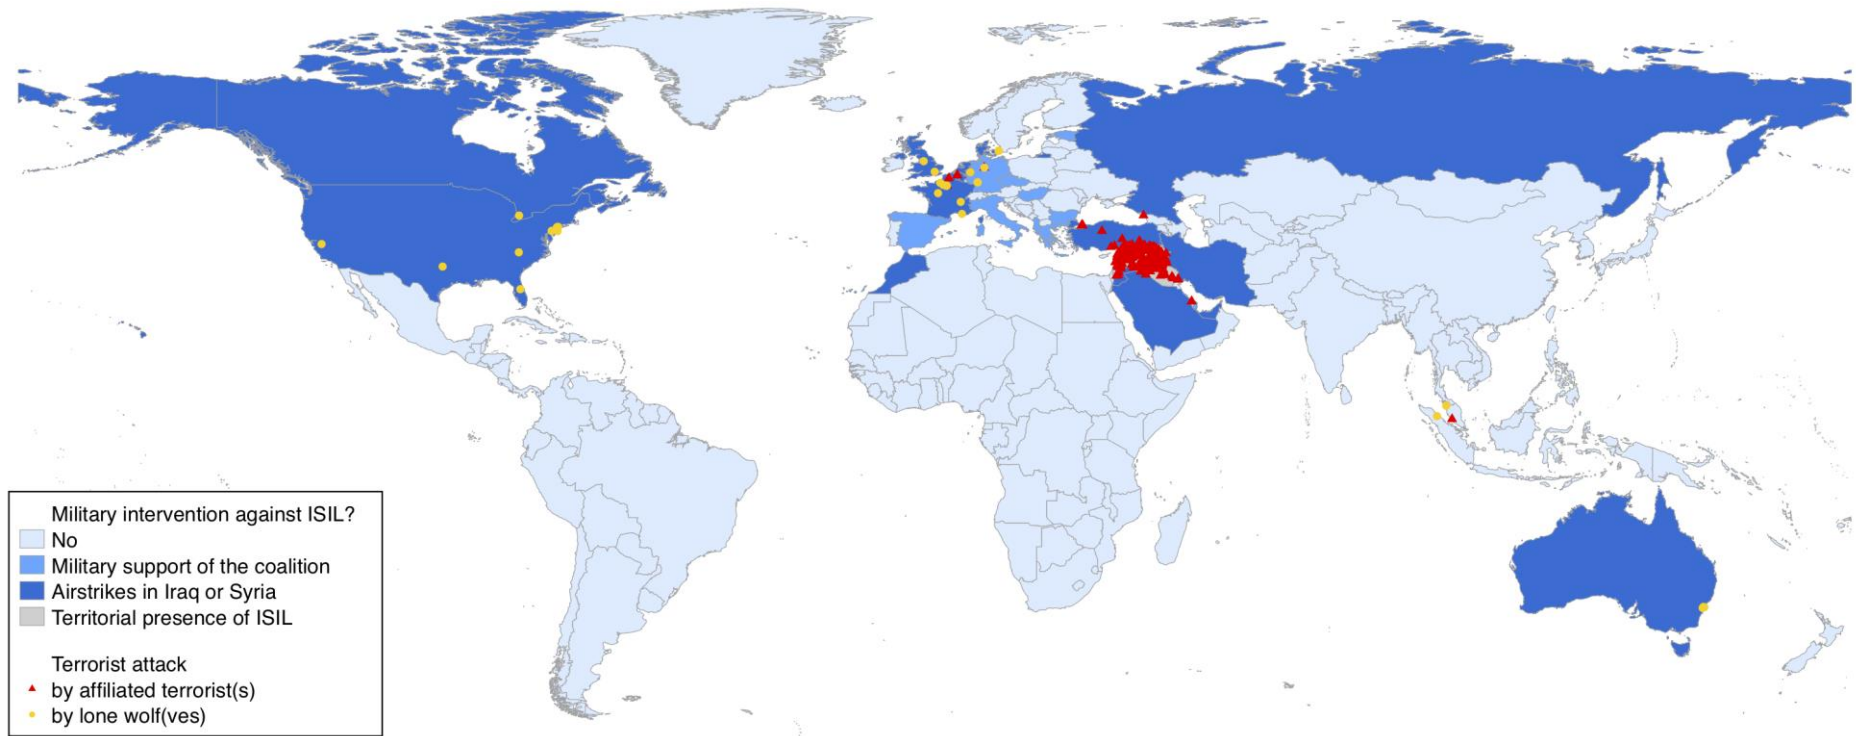 Military intervention against ISIL?
No
Military support of the coalition
Airstrikes in Iraq or Syria
Territorial presence of ISIL
Terrorist attack
by affiliated terrorist(s)
by lone wolf(ves)